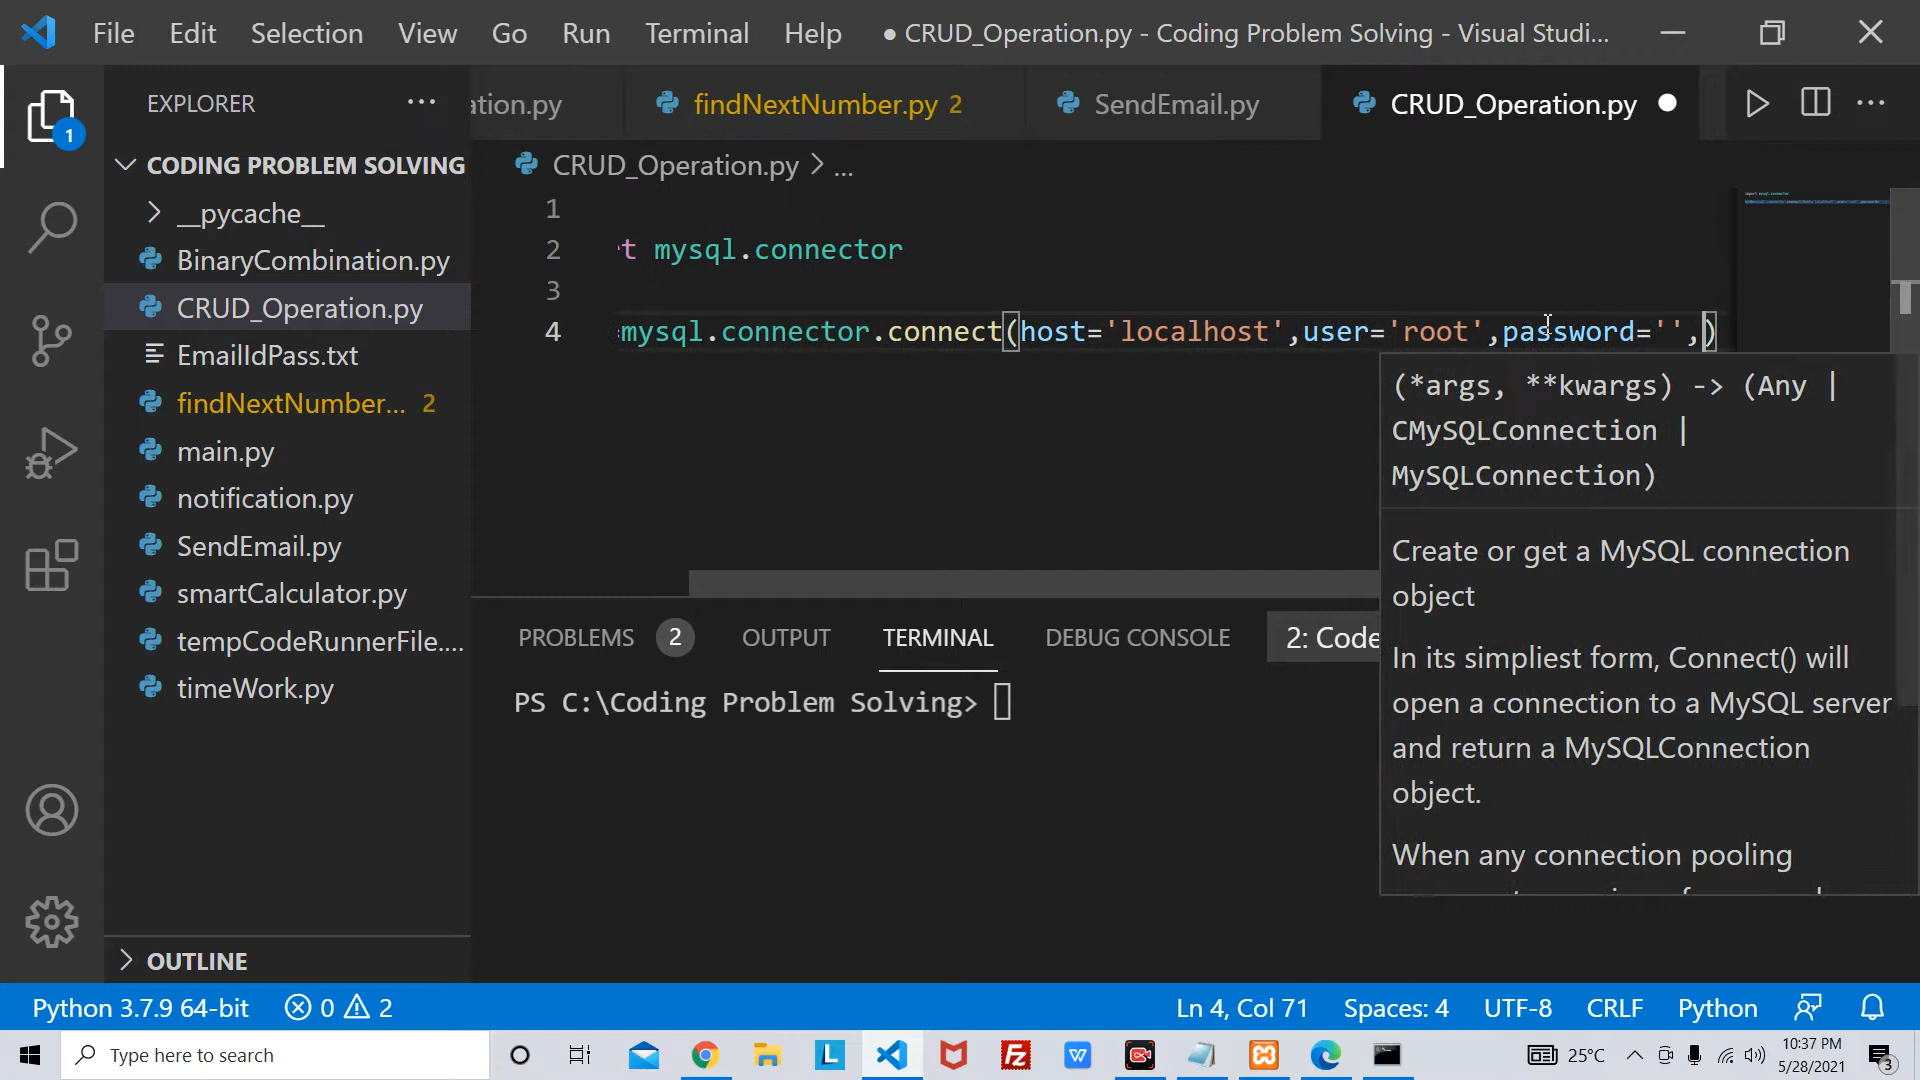 File Edit Selection View Go Run Terminal Help ● CRUD_Operation.py - Coding Problem Solving - Visual Studi...
EXPLORER ...
ation.py findNextNumber.py 2 SendEmail.py CRUD_Operation.py ● ...
1
CODING PROBLEM SOLVING
CRUD_Operation.py > ...
__pycache__
BinaryCombination.py
CRUD_Operation.py
EmailIdPass.txt
findNextNumber... 2
main.py
notification.py
SendEmail.py
smartCalculator.py
tempCodeRunnerFile....
timeWork.py
OUTLINE
1
2 t mysql.connector
3
4 mysql.connector.connect(host='localhost',user='root',password='',)
(*args, **kwargs) -> (Any |
CMySQLConnection |
MySQLConnection)
Create or get a MySQL connection
object
In its simpliest form, Connect() will
open a connection to a MySQL server
and return a MySQLConnection
object.
When any connection pooling
PROBLEMS 2 OUTPUT TERMINAL DEBUG CONSOLE 2: Code
PS C:\Coding Problem Solving>
Python 3.7.9 64-bit 0 2 Ln 4, Col 71 Spaces: 4 UTF-8 CRLF Python
Type here to search L W 25°C 10:37 PM
5/28/2021 3